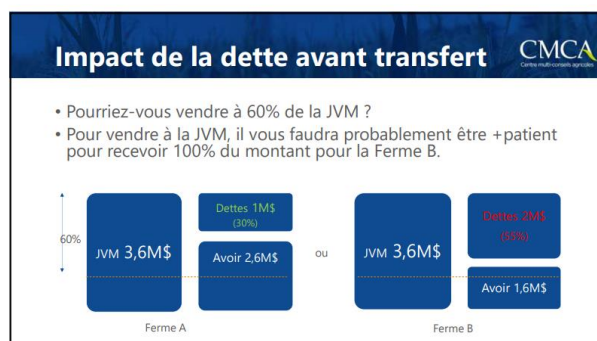 Impact de la dette avant transfert
CMCA
Centre multi-conseils agricoles
• Pourriez-vous vendre à 60% de la JVM ?
• Pour vendre à la JVM, il vous faudra probablement être +patient
pour recevoir 100% du montant pour la Ferme B.
60%
JVM 3,6M$
Dettes 1M$
(30%)
Avoir 2,6M$
Ferme A
ou
JVM 3,6M$
Dettes 2M$
(55%)
Avoir 1,6M$
Ferme B